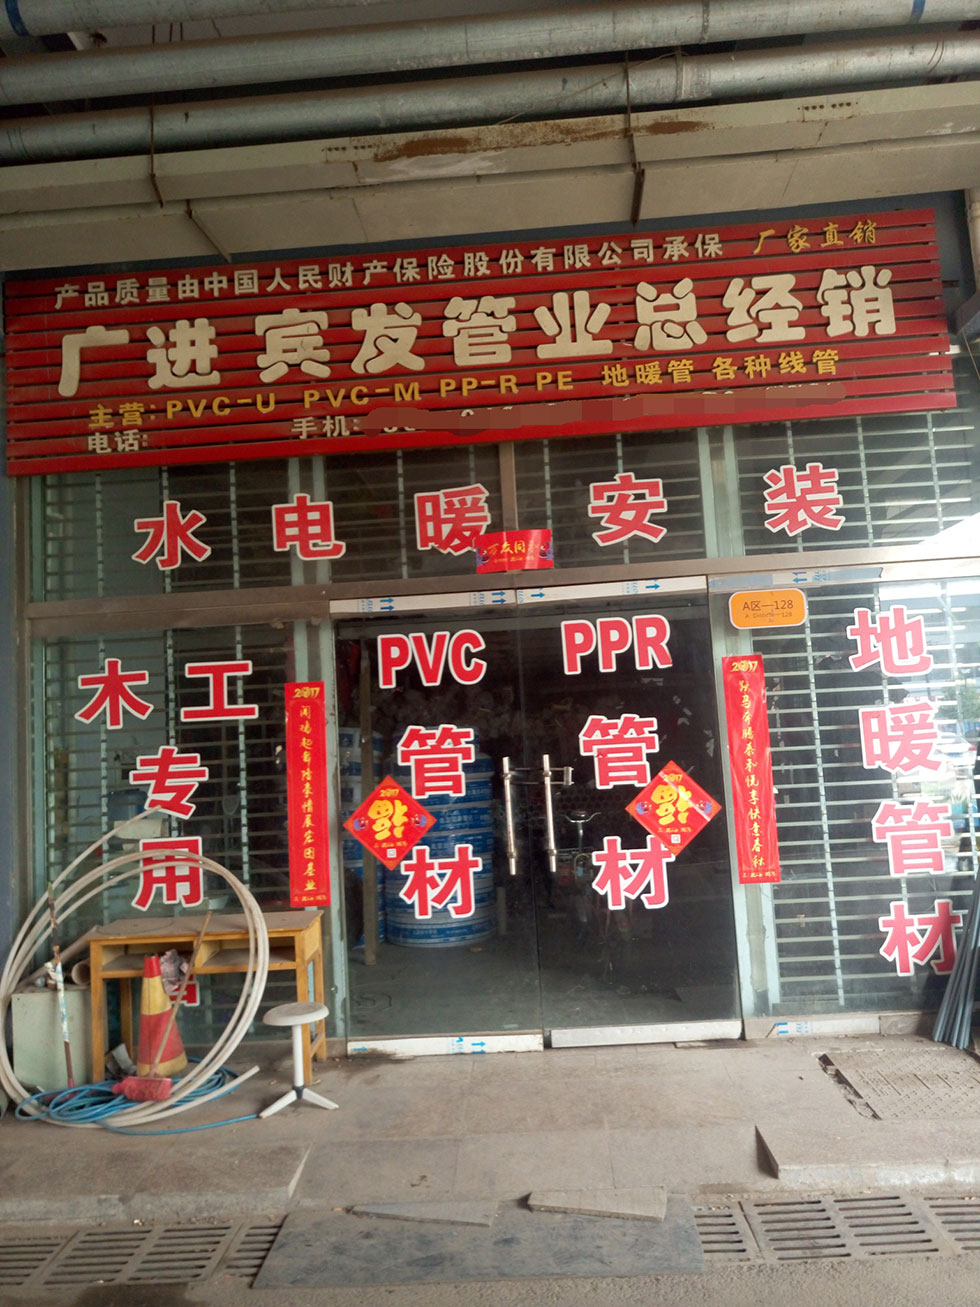 产品质量由中国人民财产保险股份有限公司承保 厂家直销
广进 宾发管业总经销
主营:PVC-U PVC-M PP-R PE 地暖管 各种线管
电话: 手机:
水电暖安装
A区—128
木工专用
2017
PVC管材
2017
PPR管材
2017
2017
地暖管材